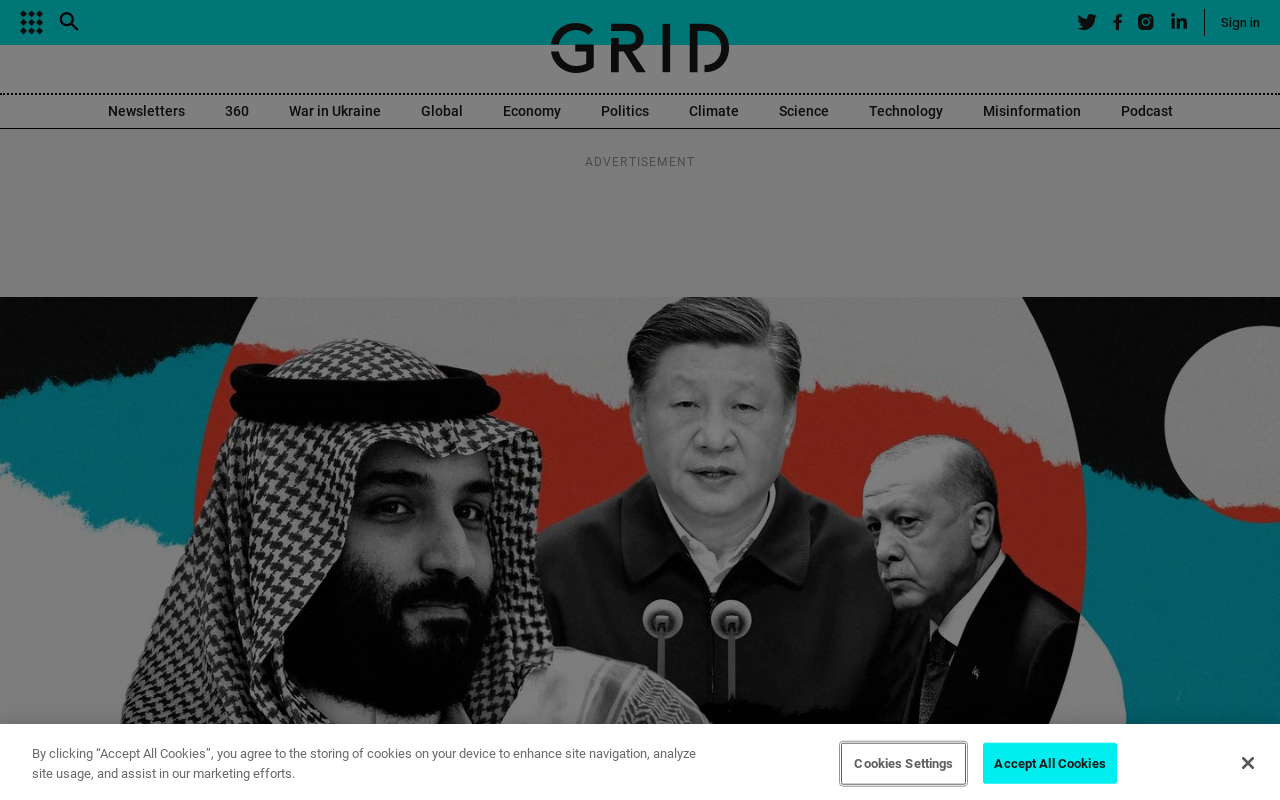 GRID
Sign in
Newsletters 360 War in Ukraine Global Economy Politics Climate Science Technology Misinformation Podcast
ADVERTISEMENT
By clicking “Accept All Cookies”, you agree to the storing of cookies on your device to enhance site navigation, analyze
site usage, and assist in our marketing efforts.
Cookies Settings
Accept All Cookies